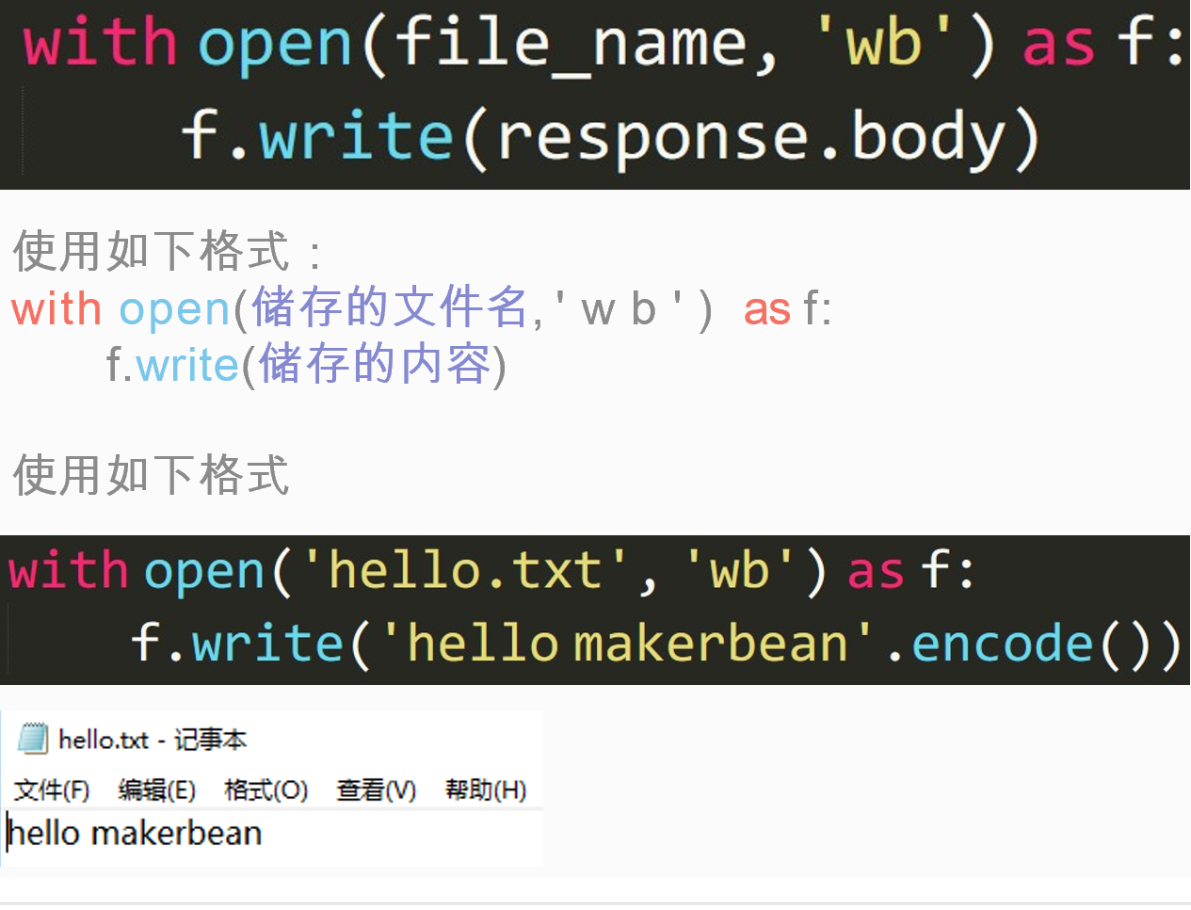 with open(file_name, 'wb') as f:
f.write(response.body)
使用如下格式：
with open(储存的文件名, ' w b ' ) as f:
f.write(储存的内容)
使用如下格式
with open('hello.txt', 'wb') as f:
f.write('hello makerbean'.encode())
hello.txt - 记事本
文件(F) 编辑(E) 格式(O) 查看(V) 帮助(H)
hello makerbean